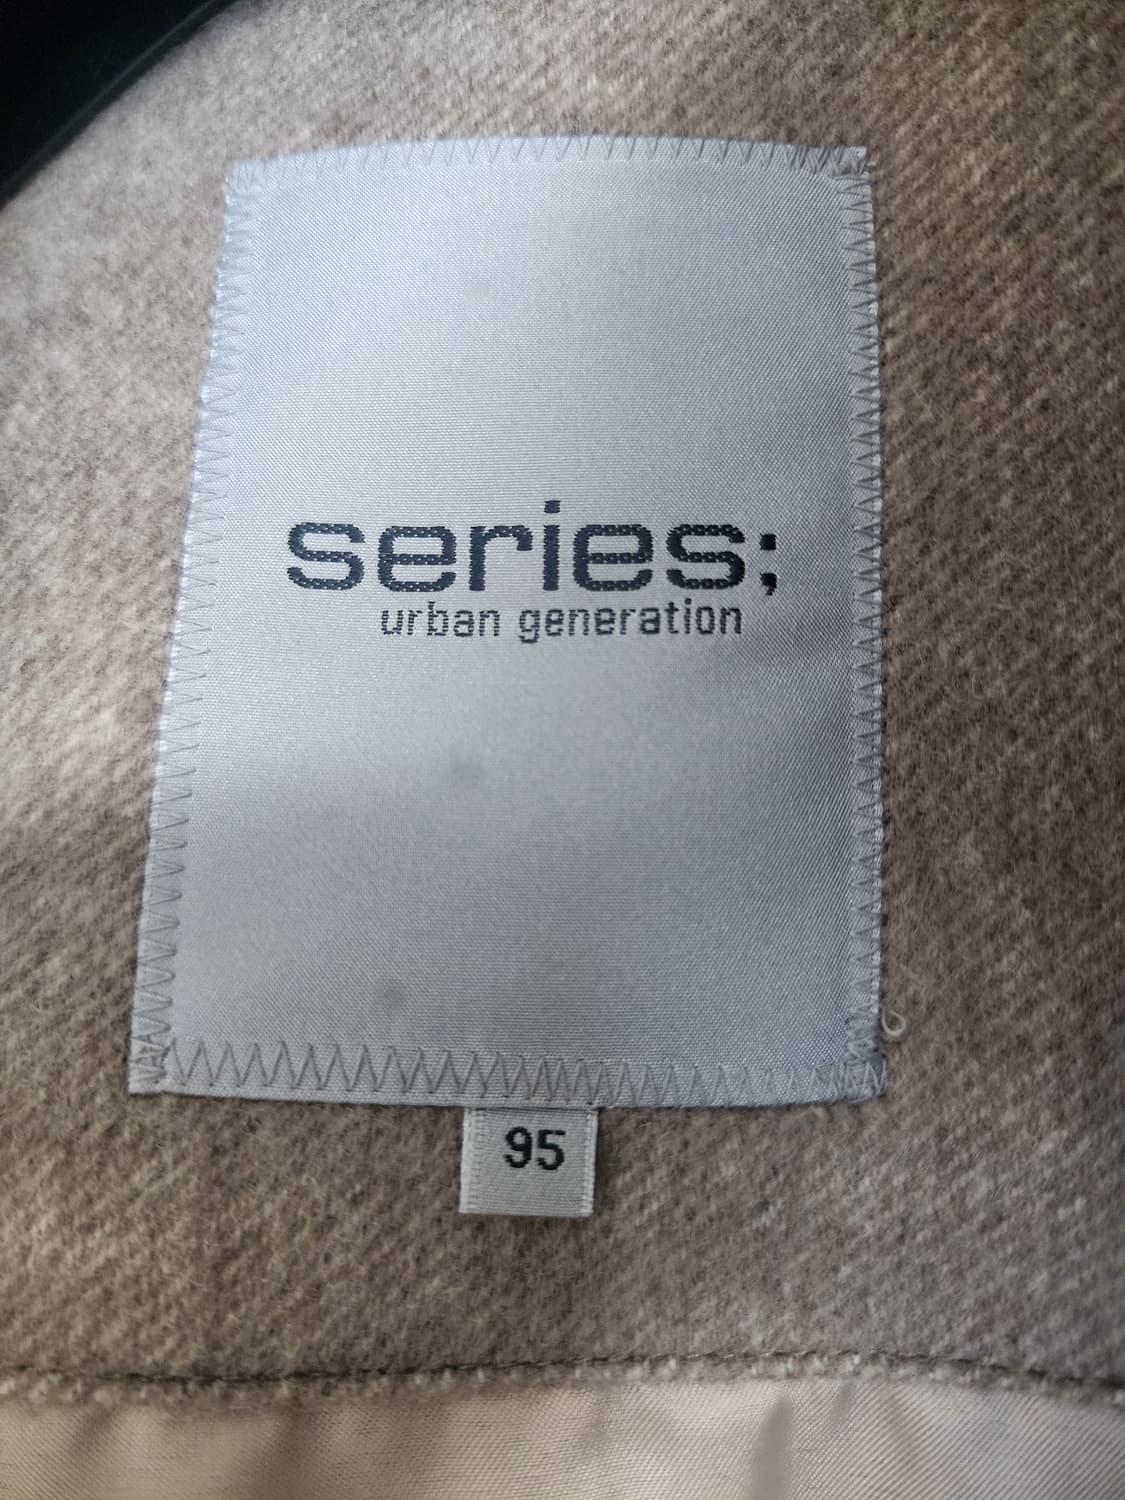 series;
urban generation
95